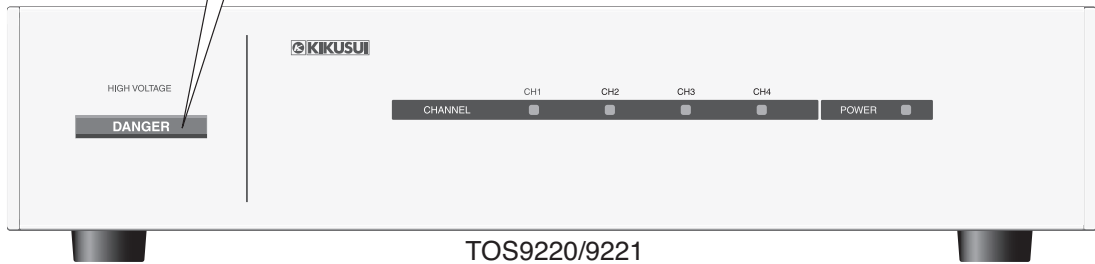 KIKUSUI
HIGH VOLTAGE
DANGER
CH1 CH2 CH3 CH4
CHANNEL POWER
TOS9220/9221